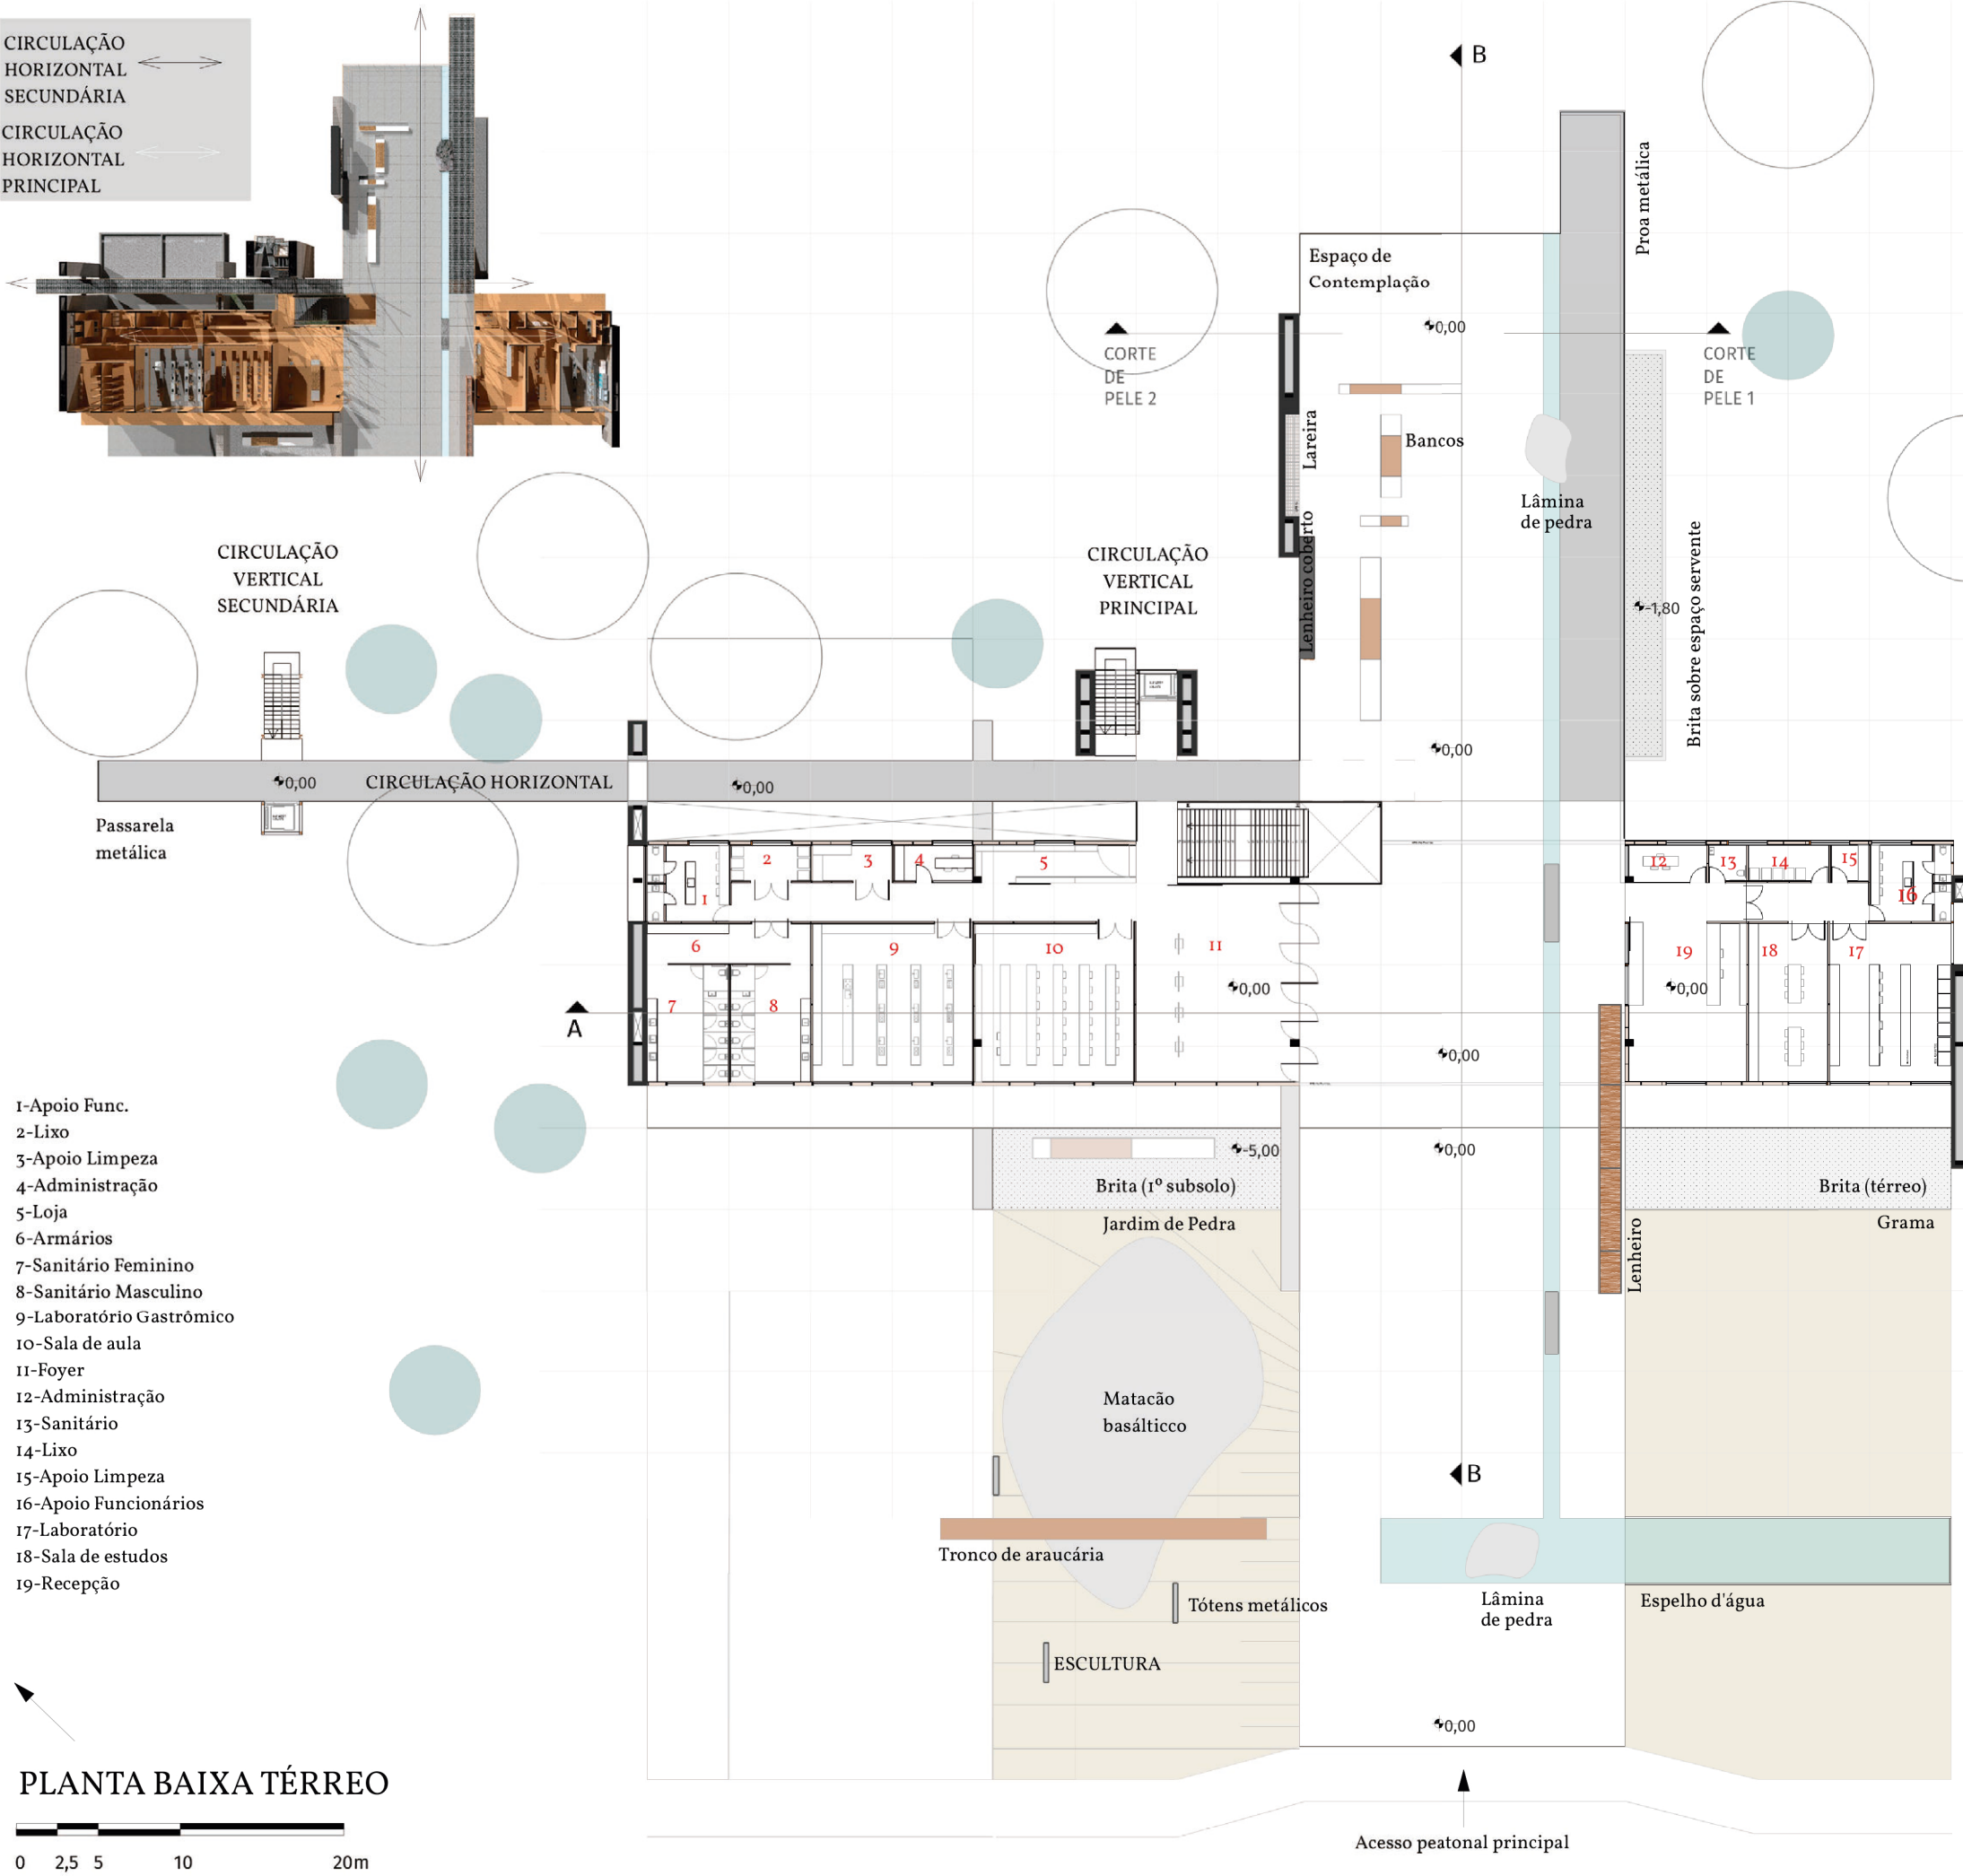 CIRCULAÇÃO
HORIZONTAL
SECUNDÁRIA
CIRCULAÇÃO
HORIZONTAL
PRINCIPAL
B
Proa metálica
Espaço de
Contemplação
0,00
CORTE
DE
PELE 2
CORTE
DE
PELE 1
Lareira
Bancos
Lâmina
de pedra
Lenheiro coberto
Brita sobre espaço servente
-1,80
CIRCULAÇÃO
VERTICAL
SECUNDÁRIA
CIRCULAÇÃO
VERTICAL
PRINCIPAL
0,00
0,00
CIRCULAÇÃO HORIZONTAL
0,00
Passarela
metálica
1
2
3
4
5
6
7
8
9
10
11
0,00
12
13
14
15
16
17
18
19
0,00
A
0,00
-5,00
0,00
Brita (1º subsolo)
Brita (térreo)
Jardim de Pedra
Grama
Lenheiro
Matacão
basálticco
B
Tronco de araucária
Tótens metálicos
Lâmina
de pedra
Espelho d'água
ESCULTURA
0,00
Acesso peatonal principal
1-Apoio Func.
2-Lixo
3-Apoio Limpeza
4-Administração
5-Loja
6-Armários
7-Sanitário Feminino
8-Sanitário Masculino
9-Laboratório Gastrômico
10-Sala de aula
11-Foyer
12-Administração
13-Sanitário
14-Lixo
15-Apoio Limpeza
16-Apoio Funcionários
17-Laboratório
18-Sala de estudos
19-Recepção
PLANTA BAIXA TÉRREO
0 2,5 5 10 20m